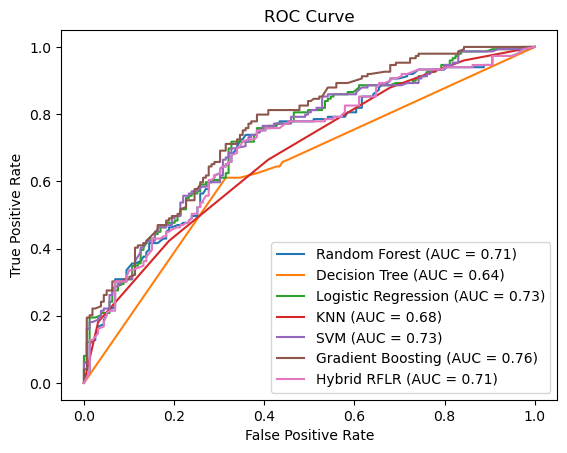 ROC Curve
True Positive Rate
1.0
0.8
0.6
0.4
0.2
0.0
Random Forest (AUC = 0.71)
Decision Tree (AUC = 0.64)
Logistic Regression (AUC = 0.73)
KNN (AUC = 0.68)
SVM (AUC = 0.73)
Gradient Boosting (AUC = 0.76)
Hybrid RFLR (AUC = 0.71)
0.0 0.2 0.4 0.6 0.8 1.0
False Positive Rate